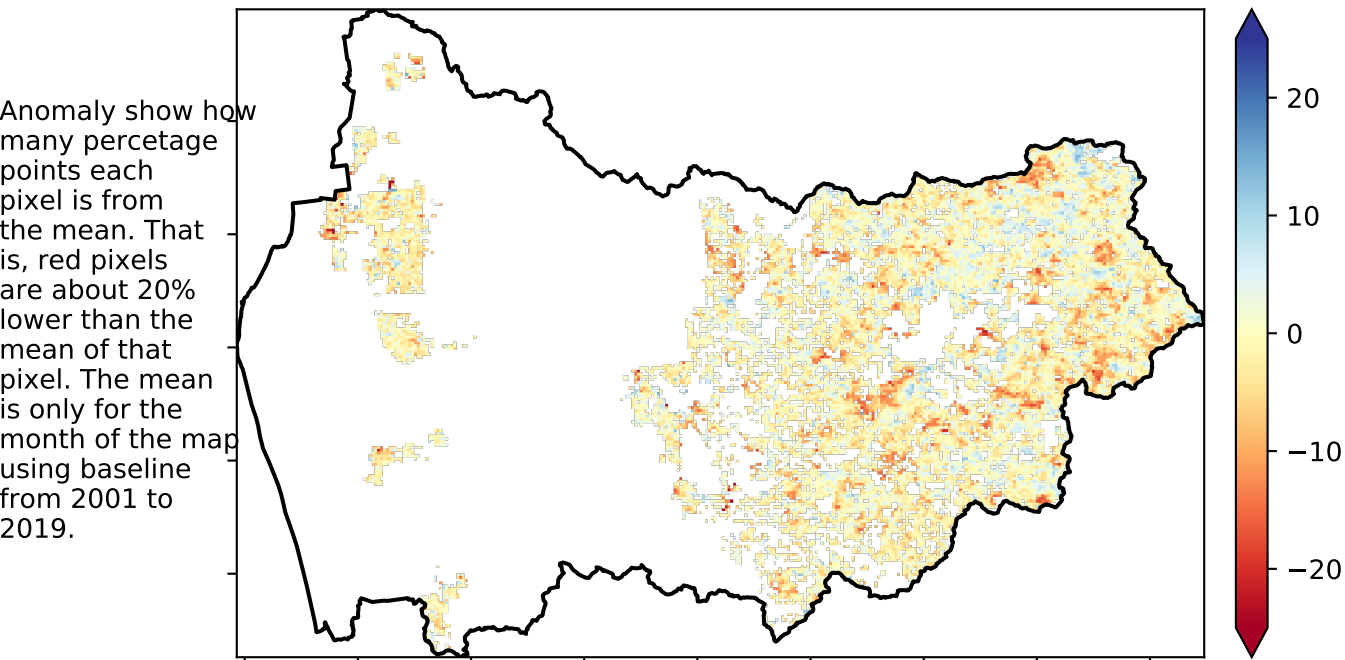 Anomaly show how
many percetage
points each
pixel is from
the mean. That
is, red pixels
are about 20%
lower than the
mean of that
pixel. The mean
is only for the
month of the map
using baseline
from 2001 to
2019.
20
10
0
−10
−20